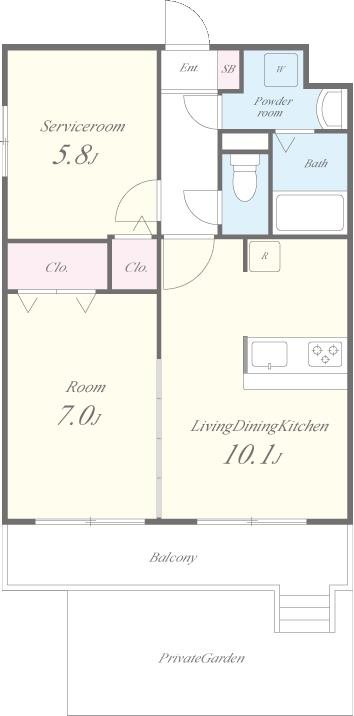 Ent.
SB
W
Powder
room
Serviceroom
5.8J
Bath
Clo.
Clo.
R
Room
7.0J
LivingDiningKitchen
10.1J
Balcony
PrivateGarden